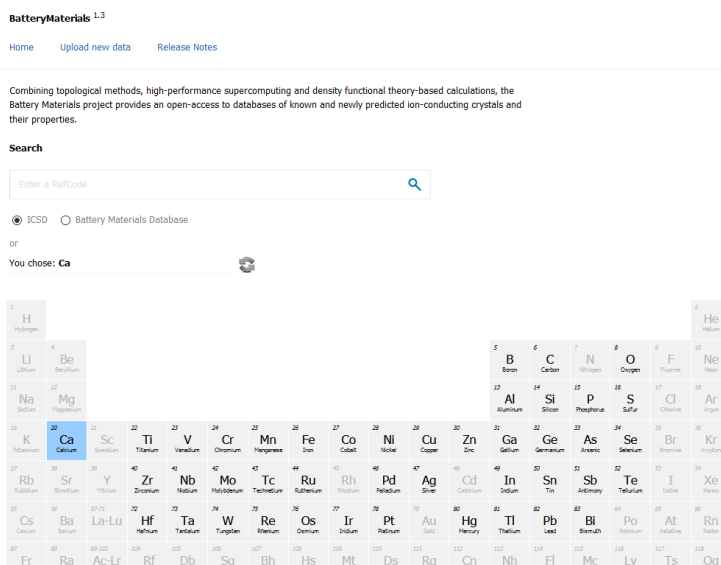 BatteryMaterials 1.3
Home Upload new data Release Notes
Combining topological methods, high-performance supercomputing and density functional theory-based calculations, the
Battery Materials project provides an open-access to databases of known and newly predicted ion-conducting crystals and
their properties.
Search
Enter a RefCode
ICSD Battery Materials Database
or
You chose: Ca
1 2
H He
Hydrogen Helium
3 4 5 6 7 8 9 10
Li Be B C N O F Ne
Lithium Beryllium Boron Carbon Nitrogen Oxygen Fluorine Neon
11 12 13 14 15 16 17 18
Na Mg Al Si P S Cl Ar
Sodium Magnesium Aluminum Silicon Phosphorus Sulfur Chlorine Argon
19 20 21 22 23 24 25 26 27 28 29 30 31 32 33 34 35 36
K Ca Sc Ti V Cr Mn Fe Co Ni Cu Zn Ga Ge As Se Br Kr
Potassium Calcium Scandium Titanium Vanadium Chromium Manganese Iron Cobalt Nickel Copper Zinc Gallium Germanium Arsenic Selenium Bromine Krypton
37 38 39 40 41 42 43 44 45 46 47 48 49 50 51 52 53 54
Rb Sr Y Zr Nb Mo Tc Ru Rh Pd Ag Cd In Sn Sb Te I Xe
Rubidium Strontium Yttrium Zirconium Niobium Molybdenum Technetium Ruthenium Rhodium Palladium Silver Cadmium Indium Tin Antimony Tellurium Iodine Xenon
55 56 57-71 72 73 74 75 76 77 78 79 80 81 82 83 84 85 86
Cs Ba La-Lu Hf Ta W Re Os Ir Pt Au Hg Tl Pb Bi Po At Rn
Caesium Barium Hafnium Tantalum Tungsten Rhenium Osmium Iridium Platinum Gold Mercury Thallium Lead Bismuth Polonium Astatine Radon
87 88 89-103 104 105 106 107 108 109 110 111 112 113 114 115 116 117 118
Fr Ra Ac-Lr Rf Db Sg Bh Hs Mt Ds Rg Cn Nh Fl Mc Lv Ts Og